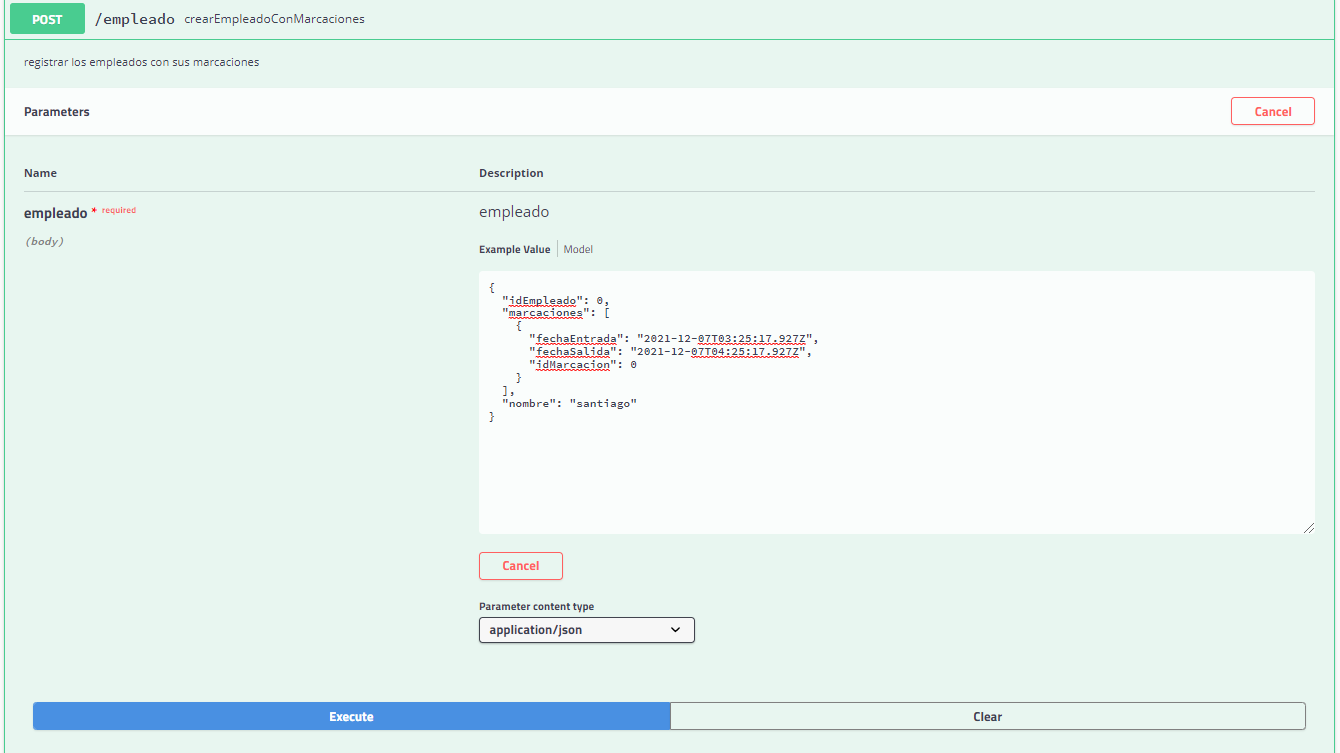 POST /empleado crearEmpleadoConMarcaciones
registrar los empleados con sus marcaciones
Parameters Cancel
Name Description
empleado * required empleado
(body)
Example Value Model
{
"idEmpleado": 0,
"marcaciones": [
{
"fechaEntrada": "2021-12-07T03:25:17.927Z",
"fechaSalida": "2021-12-07T04:25:17.927Z",
"idMarcacion": 0
}
],
"nombre": "santiago"
}
Cancel
Parameter content type
application/json
Execute Clear